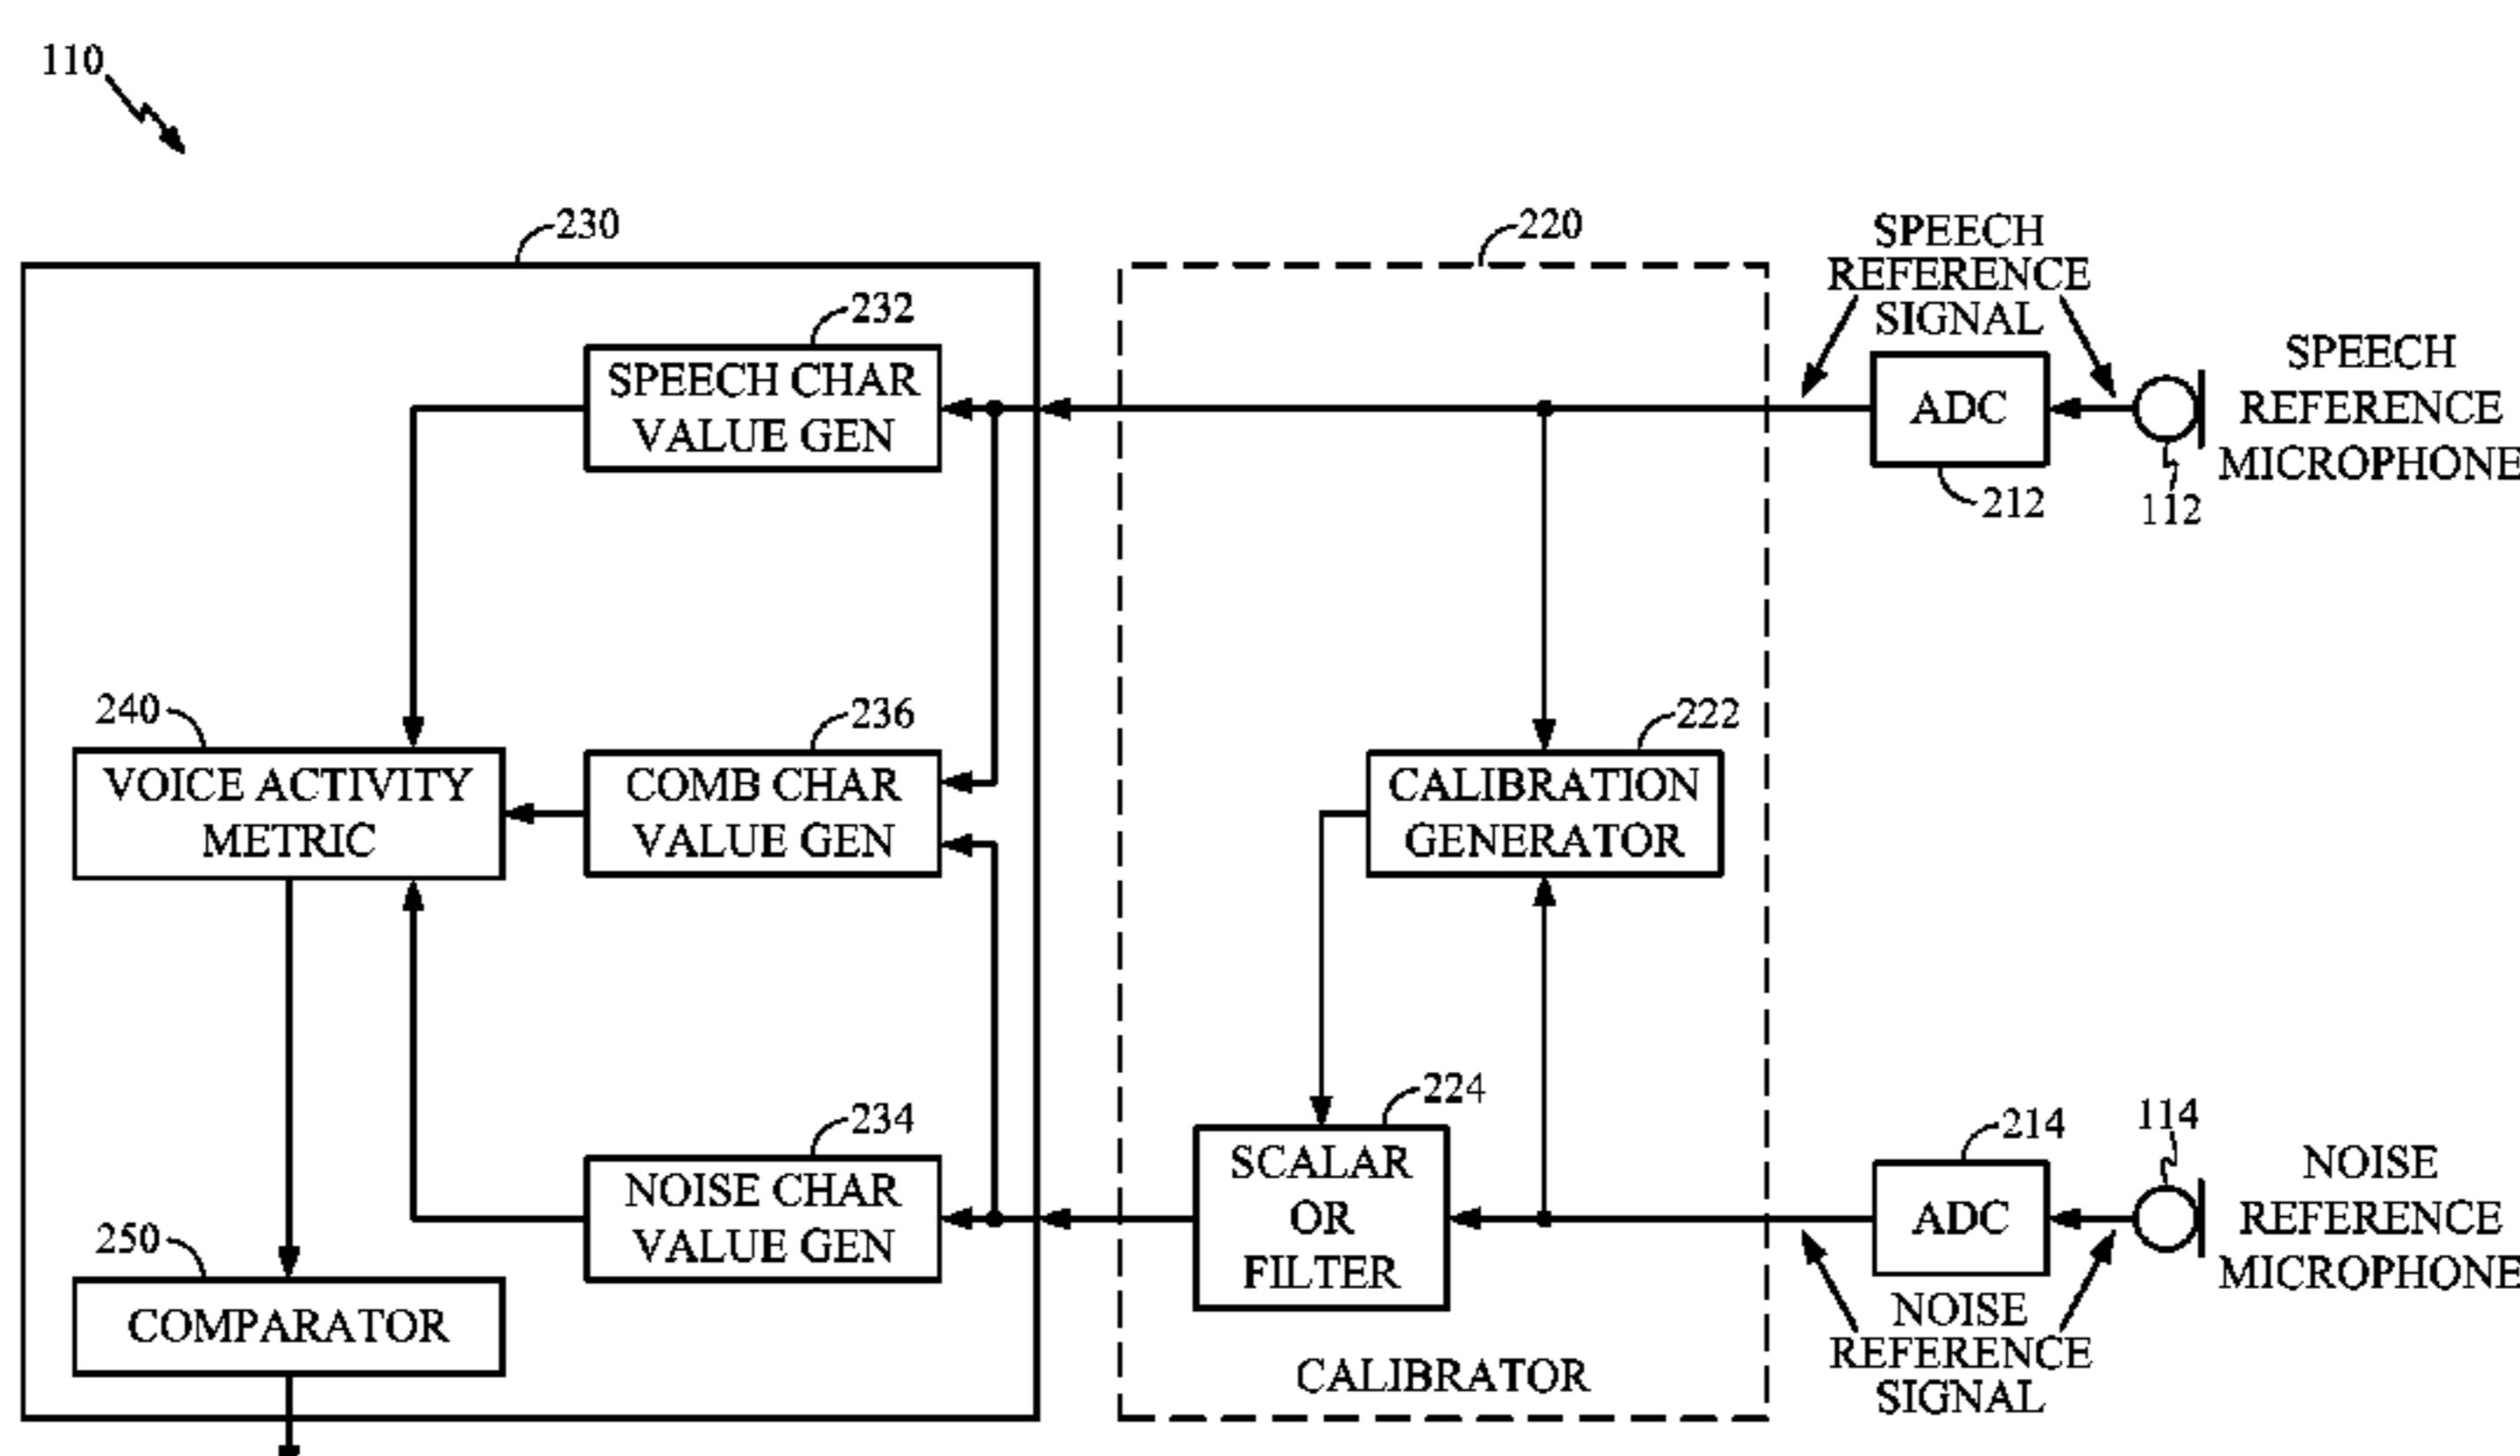 110
230
220
SPEECH
REFERENCE
SIGNAL
232
SPEECH CHAR
VALUE GEN
ADC
212
SPEECH
REFERENCE
MICROPHONE
112
240
VOICE ACTIVITY
METRIC
236
COMB CHAR
VALUE GEN
222
CALIBRATION
GENERATOR
234
NOISE CHAR
VALUE GEN
224
SCALAR
OR
FILTER
214
ADC
114
NOISE
REFERENCE
MICROPHONE
250
COMPARATOR
CALIBRATOR
NOISE
REFERENCE
SIGNAL